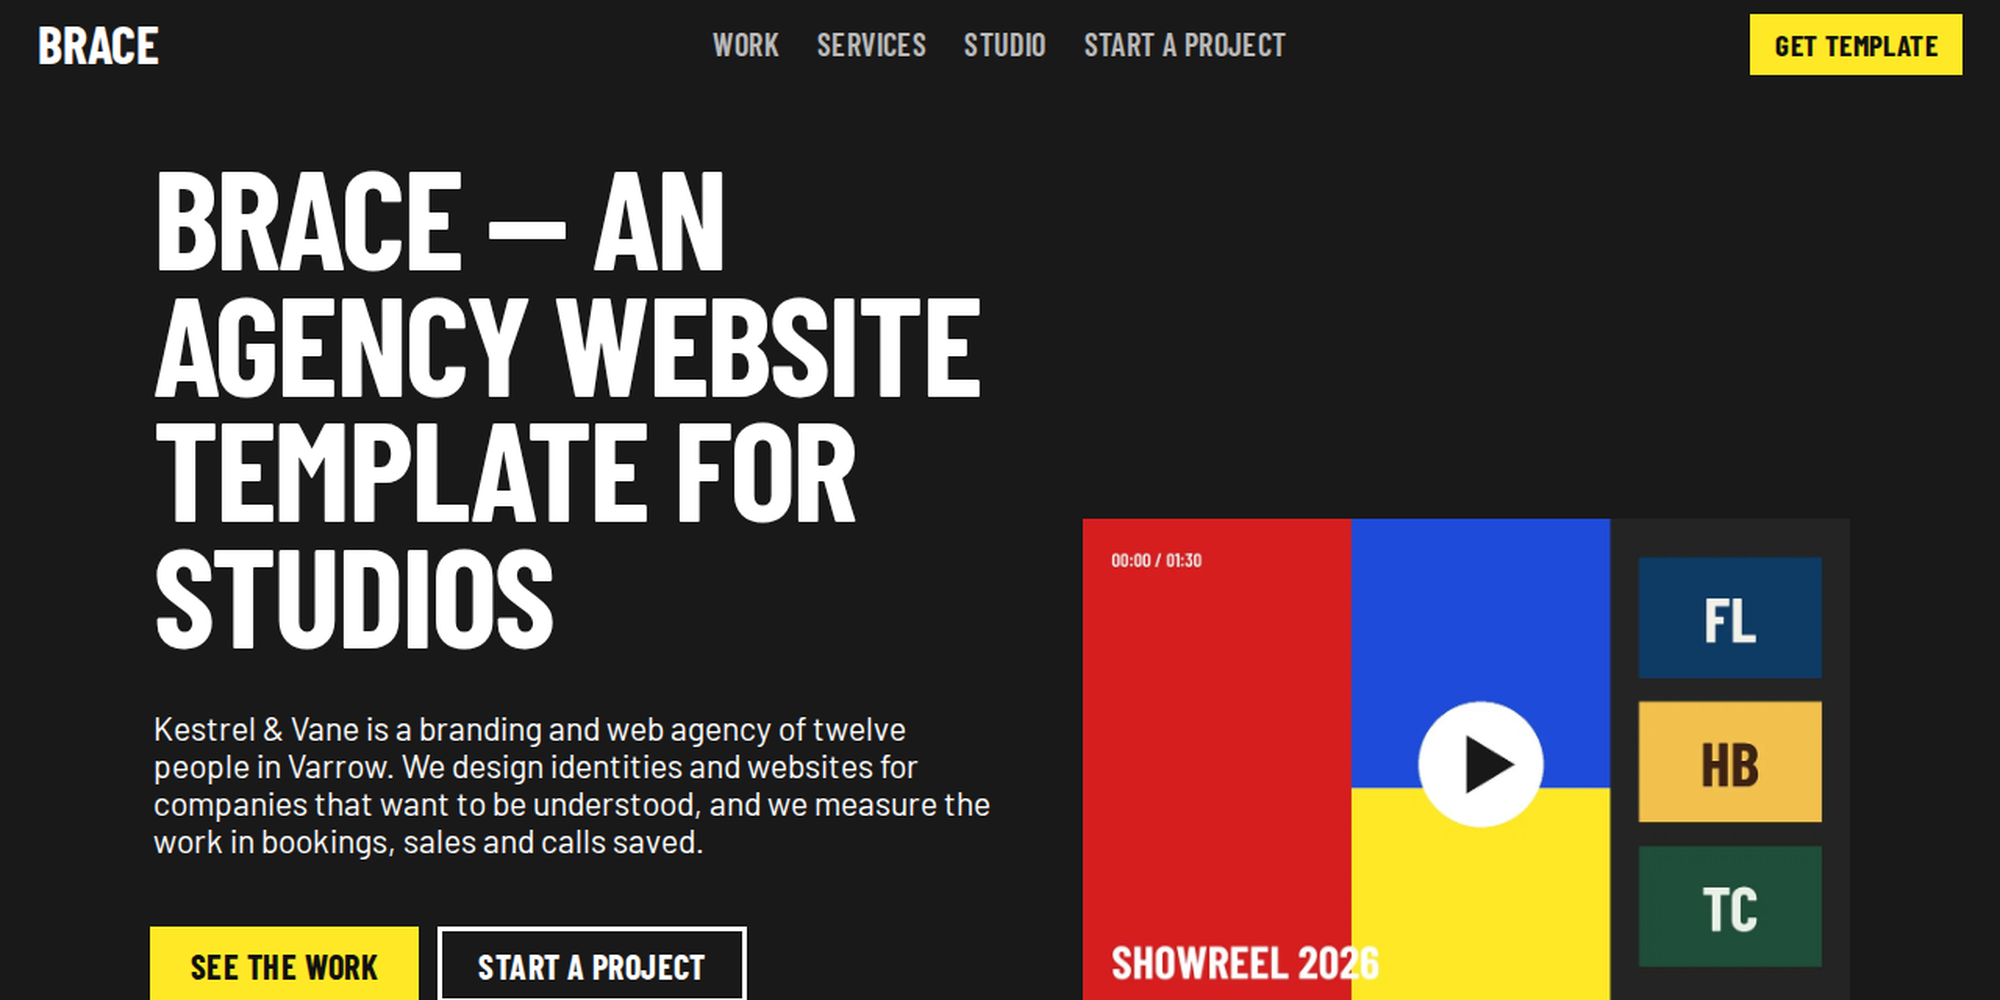 BRACE
WORK SERVICES STUDIO START A PROJECT
GET TEMPLATE
BRACE — AN
AGENCY WEBSITE
TEMPLATE FOR
STUDIOS
Kestrel & Vane is a branding and web agency of twelve
people in Varrow. We design identities and websites for
companies that want to be understood, and we measure the
work in bookings, sales and calls saved.
SEE THE WORK
START A PROJECT
00:00 / 01:30
SHOWREEL 2026
FL
HB
TC